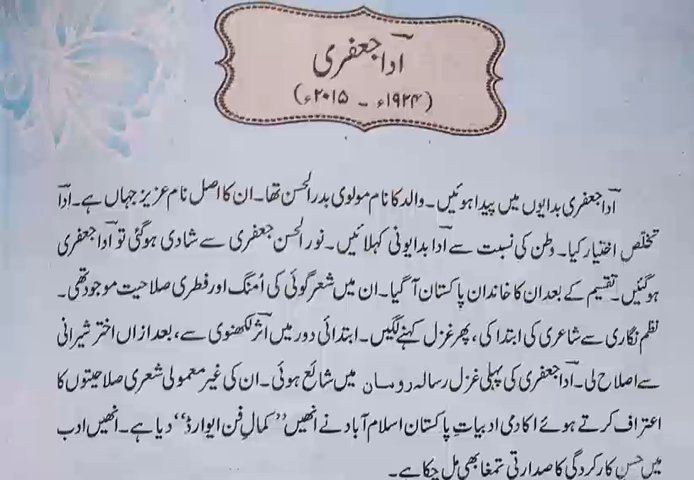 اداؔ جعفری
(۱۹۲۴ء ۔ ۲۰۱۵ء)
اداؔ جعفری بدایوں میں پیدا ہوئیں۔ والد کا نام مولوی بدر الحسن تھا۔ ان کا اصل نام عزیز جہاں ہے۔ اداؔ
تخلص اختیار کیا۔ وطن کی نسبت سے اداؔ بدایونی کہلائیں۔ نور الحسن جعفری سے شادی ہوگئی تو اداؔ جعفری
ہوگئیں۔ تقسیم کے بعد ان کا خاندان پاکستان آگیا۔ ان میں شعر گوئی کی اُمنگ اور فطری صلاحیت موجود تھی۔
نظم نگاری سے شاعری کی ابتدا کی، پھر غزل کہنے لگیں۔ ابتدائی دور میں اثرؔ لکھنوی سے، بعد ازاں اختر شیرانی
سے اصلاح لی۔ اداؔ جعفری کی پہلی غزل رسالہ رومان میں شائع ہوئی۔ ان کی غیر معمولی شعری صلاحیتوں کا
اعتراف کرتے ہوئے اکادمی ادبیاتِ پاکستان اسلام آباد نے انھیں ”کمالِ فن ایوارڈ“ دیا ہے۔ انھیں ادب
میں حسنِ کارکردگی کا صدارتی تمغا بھی مل چکا ہے۔